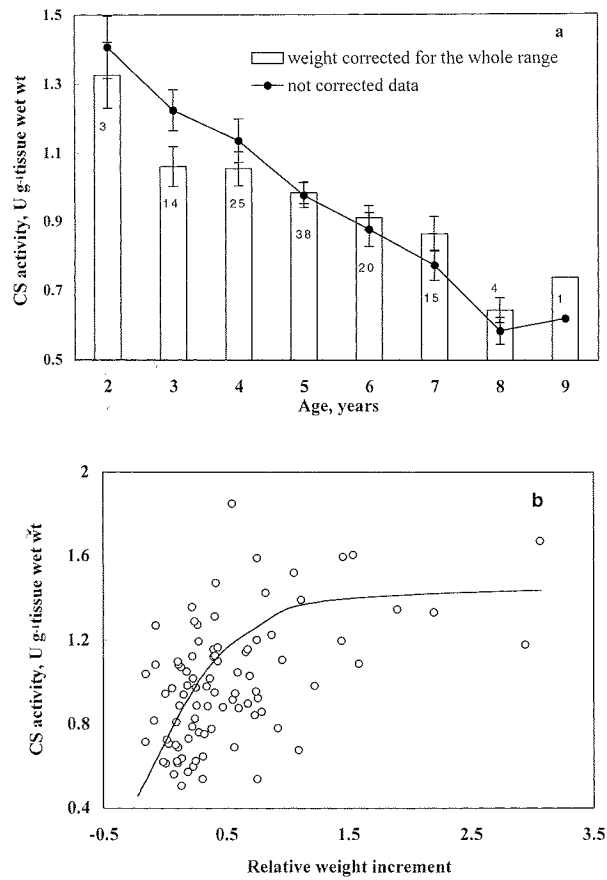 a
1.5
1.3
1.1
0.9
0.7
0.5
CS activity, U g-1tissue wet wt
weight corrected for the whole range
not corrected data
3
14
25
38
20
15
4
1
2 3 4 5 6 7 8 9
Age, years
b
2
1.6
1.2
0.8
0.4
CS activity, U g-1tissue wet wt
-0.5 0.5 1.5 2.5 3.5
Relative weight increment